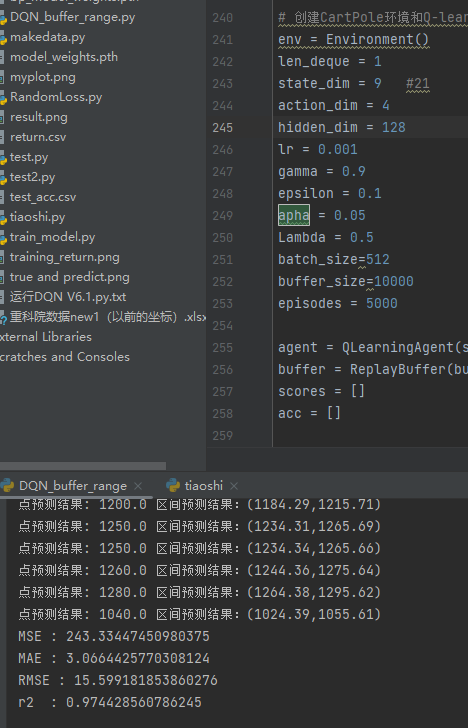 DQN_buffer_range.py
makedata.py
model_weights.pth
myplot.png
RandomLoss.py
result.png
return.csv
test.py
test2.py
test_acc.csv
tiaoshi.py
train_model.py
training_return.png
true and predict.png
运行DQN V6.1.py.txt
重科院数据new1（以前的坐标）.xlsx
xternal Libraries
cratches and Consoles
240 # 创建CartPole环境和Q-lear
241 env = Environment()
242 len_deque = 1
243 state_dim = 9 #21
244 action_dim = 4
245 hidden_dim = 128
246 lr = 0.001
247 gamma = 0.9
248 epsilon = 0.1
249 apha = 0.05
250 Lambda = 0.5
251 batch_size=512
252 buffer_size=10000
253 episodes = 5000
254
255 agent = QLearningAgent(s
256 buffer = ReplayBuffer(bu
257 scores = []
258 acc = []
259
DQN_buffer_range × tiaoshi ×
点预测结果: 1200.0 区间预测结果：(1184.29,1215.71)
点预测结果: 1250.0 区间预测结果：(1234.31,1265.69)
点预测结果: 1250.0 区间预测结果：(1234.34,1265.66)
点预测结果: 1260.0 区间预测结果：(1244.36,1275.64)
点预测结果: 1280.0 区间预测结果：(1264.38,1295.62)
点预测结果: 1040.0 区间预测结果：(1024.39,1055.61)
MSE : 243.33447450980375
MAE : 3.0664425770308124
RMSE : 15.599181853860276
r2 : 0.974428560786245